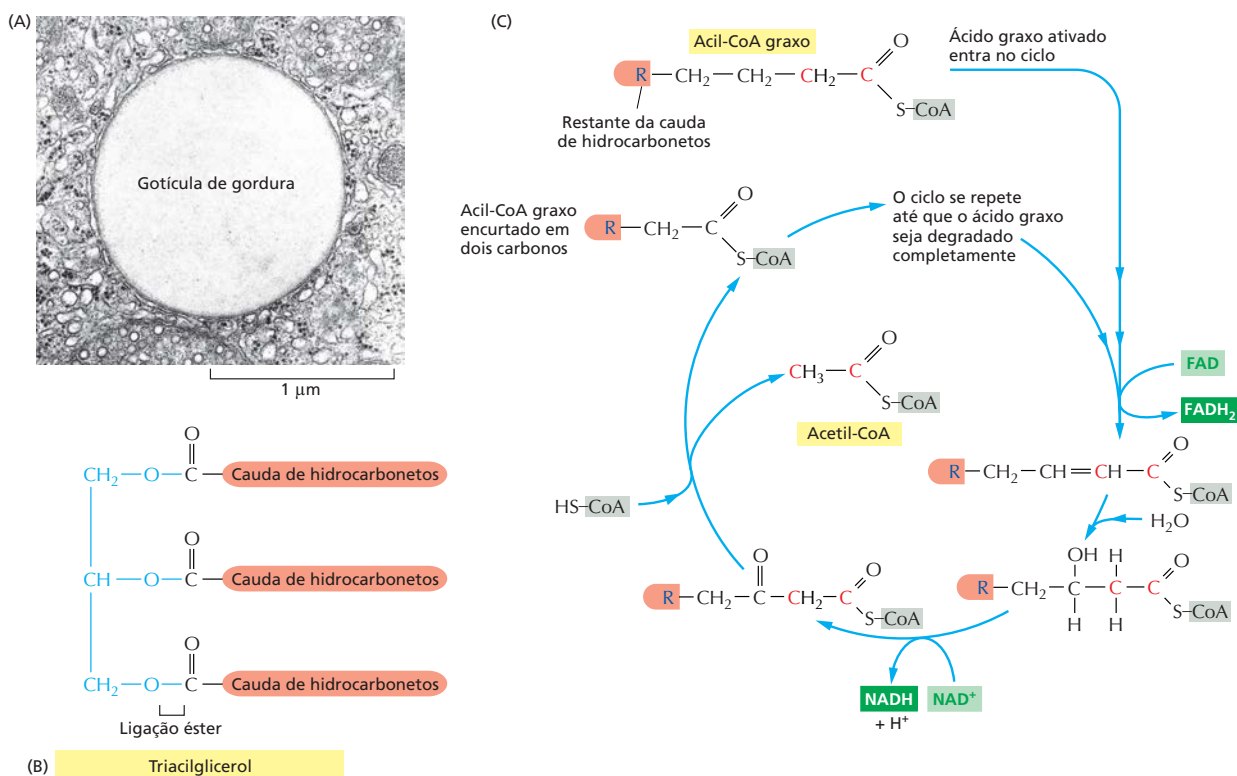 (A)
Gotícula de gordura
1 μm
O
CH₂—O—C—Cauda de hidrocarbonetos
O
CH—O—C—Cauda de hidrocarbonetos
O
CH₂—O—C—Cauda de hidrocarbonetos
Ligação éster
(B) Triacilglicerol
(C)
Acil-CoA graxo
O
R—CH₂—CH₂—CH₂—C
S–CoA
Restante da cauda
de hidrocarbonetos
Ácido graxo ativado
entra no ciclo
Acil-CoA graxo
encurtado em
dois carbonos
O
R—CH₂—C
S–CoA
O ciclo se repete
até que o ácido graxo
seja degradado
completamente
O
CH₃—C
S–CoA
Acetil-CoA
FAD
FADH₂
O
R—CH₂—CH=CH—C
S–CoA
H₂O
OH H O
R—CH₂—C—C—C
H H S–CoA
NADH NAD⁺
+ H⁺
O O
R—CH₂—C—CH₂—C
S–CoA
HS–CoA